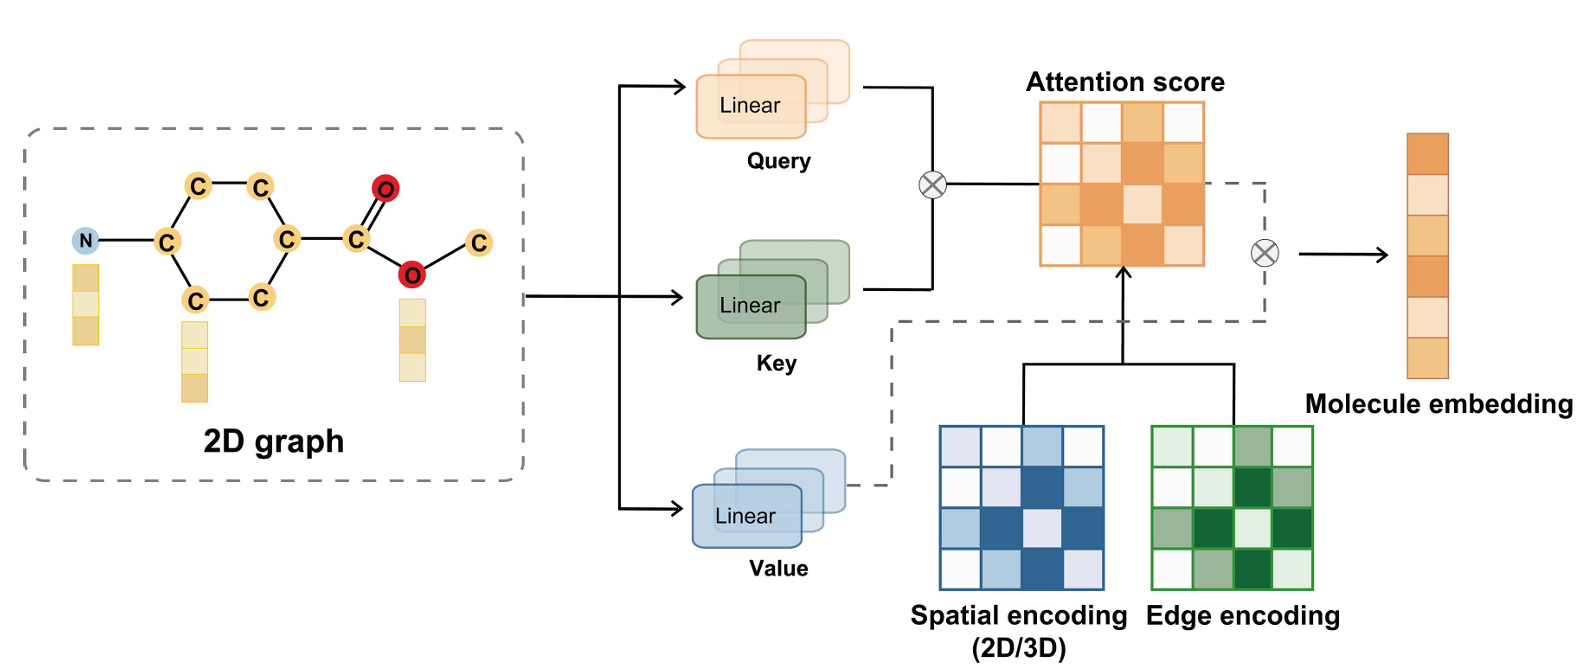 C C
N C C C O
C C O C
2D graph
Linear
Query
Linear
Key
Linear
Value
Attention score
Spatial encoding
(2D/3D)
Edge encoding
Molecule embedding